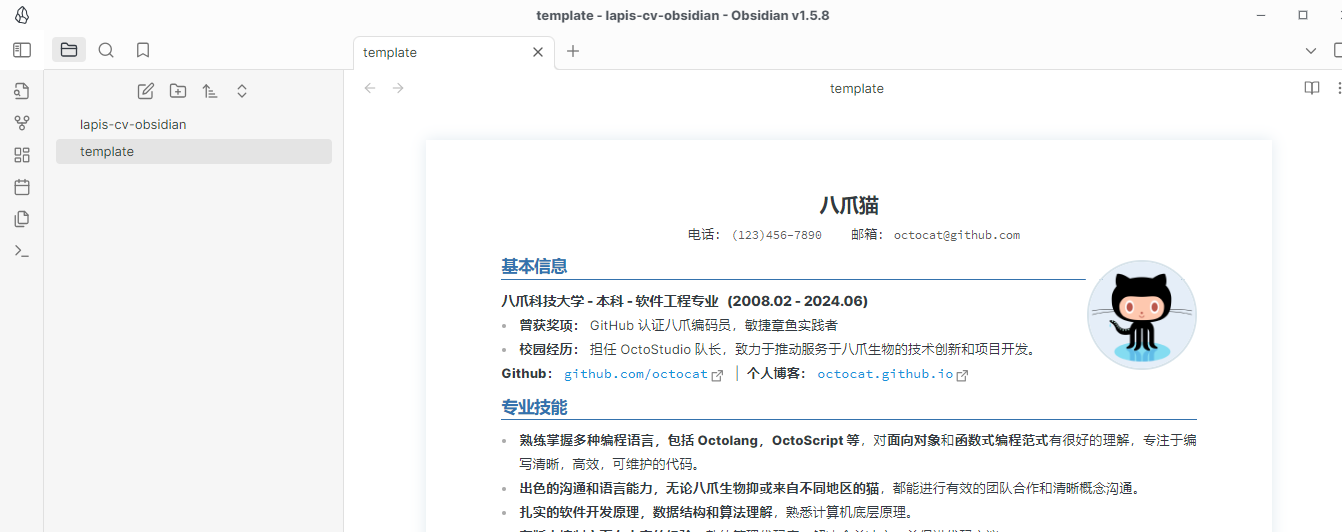 template - lapis-cv-obsidian - Obsidian v1.5.8
template
template
lapis-cv-obsidian
template
八爪猫
电话： (123)456-7890 邮箱： octocat@github.com
基本信息
八爪科技大学 - 本科 - 软件工程专业 (2008.02 - 2024.06)
曾获奖项： GitHub 认证八爪编码员，敏捷章鱼实践者
校园经历： 担任 OctoStudio 队长，致力于推动服务于八爪生物的技术创新和项目开发。
Github： github.com/octocat | 个人博客： octocat.github.io
专业技能
熟练掌握多种编程语言，包括 Octolang，OctoScript 等，对面向对象和函数式编程范式有很好的理解，专注于编
写清晰，高效，可维护的代码。
出色的沟通和语言能力，无论八爪生物抑或来自不同地区的猫，都能进行有效的团队合作和清晰概念沟通。
扎实的软件开发原理，数据结构和算法理解，熟悉计算机底层原理。